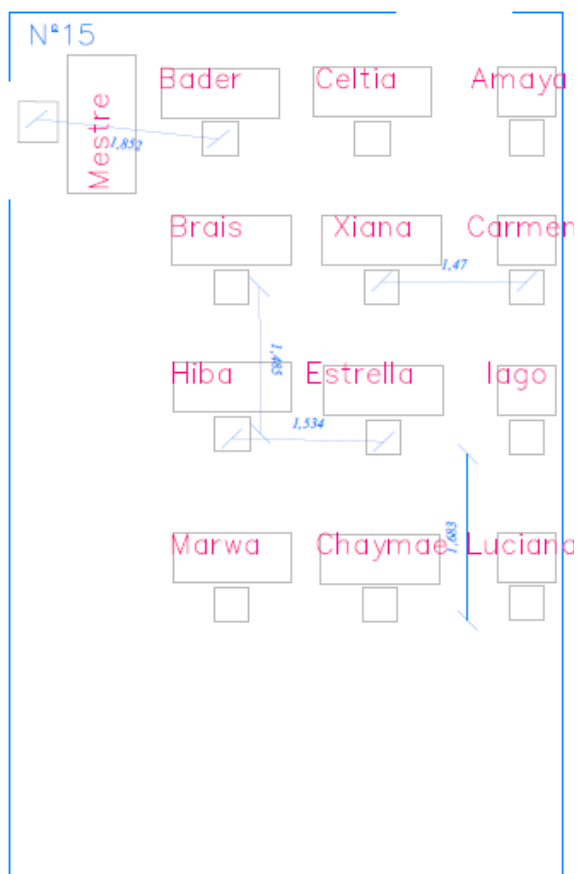 Nº15
Mestre
Bader
Celtia
Amaya
1,852
Brais
Xiana
Carmen
1,47
1,485
Hiba
Estrella
Iago
1,534
1,683
Marwa
Chaymae
Luciana